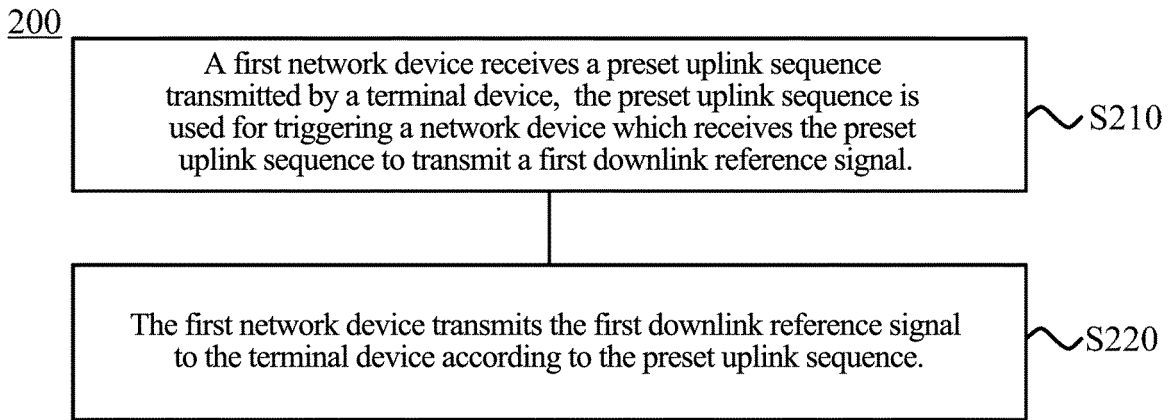 200
A first network device receives a preset uplink sequence
transmitted by a terminal device, the preset uplink sequence is
used for triggering a network device which receives the preset
uplink sequence to transmit a first downlink reference signal.
S210
The first network device transmits the first downlink reference signal
to the terminal device according to the preset uplink sequence.
S220